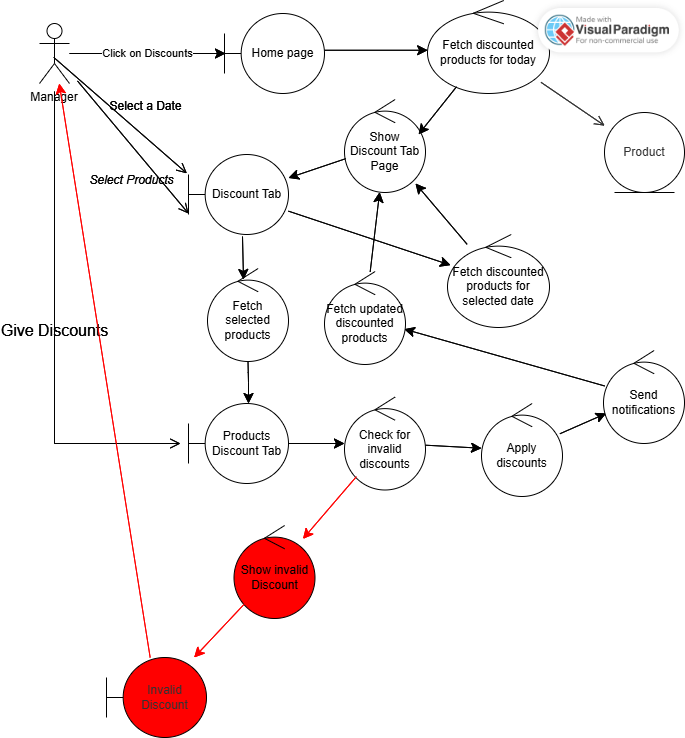 Made with
VisualParadigm
For non-commercial use
Click on Discounts
Home page
Fetch discounted
products for today
Manager
Select a Date
Show
Discount Tab
Page
Product
Select Products
Discount Tab
Fetch discounted
products for
selected date
Fetch
selected
products
Fetch updated
discounted
products
Give Discounts
Send
notifications
Products
Discount Tab
Check for
invalid
discounts
Apply
discounts
Show invalid
Discount
Invalid
Discount